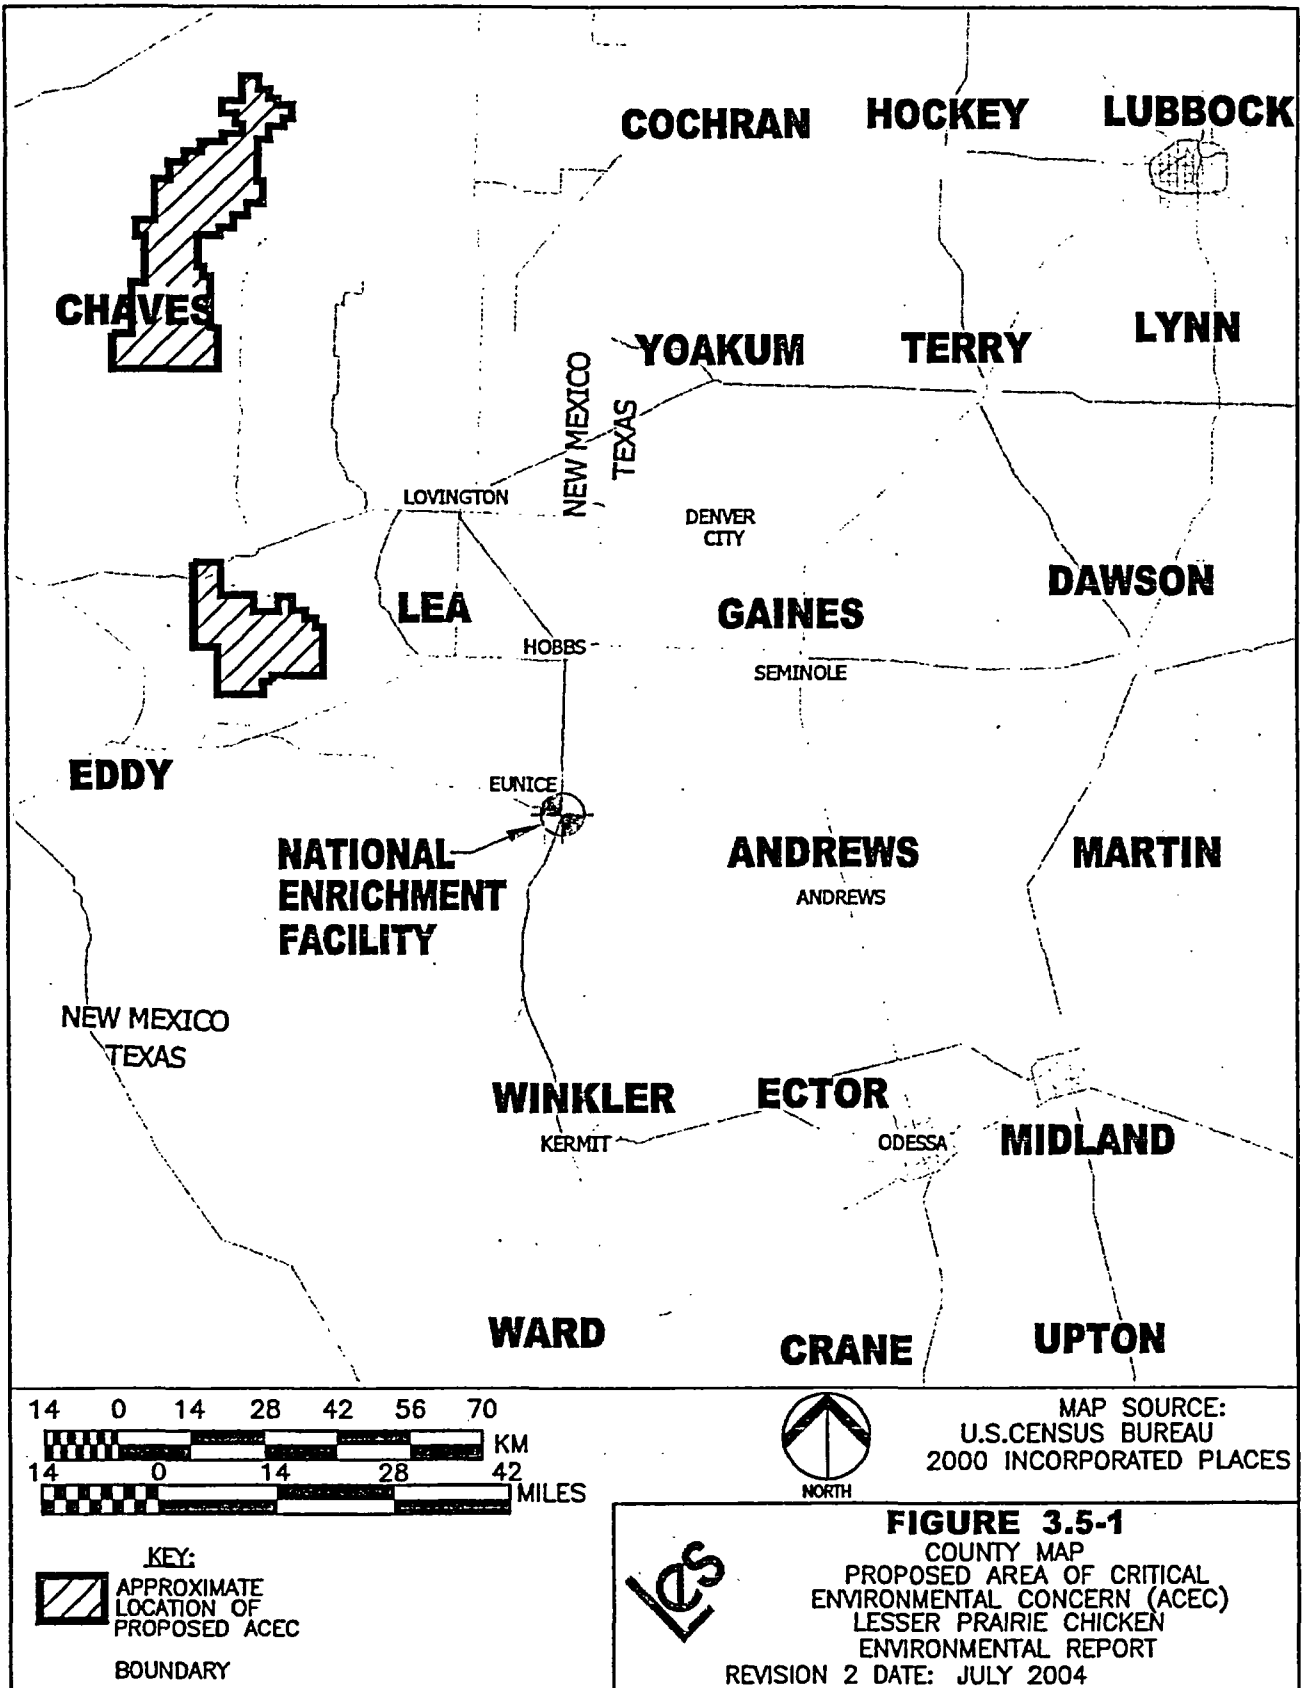 COCHRAN
HOCKEY
LUBBOCK
CHAVES
YOAKUM
TERRY
LYNN
NEW MEXICO
TEXAS
LOVINGTON
DENVER
CITY
LEA
GAINES
DAWSON
HOBBS
SEMINOLE
EDDY
EUNICE
NATIONAL
ENRICHMENT
FACILITY
ANDREWS
MARTIN
ANDREWS
NEW MEXICO
TEXAS
WINKLER
ECTOR
KERMIT
ODESSA
MIDLAND
WARD
CRANE
UPTON
14 0 14 28 42 56 70
KM
14 0 14 28 42
MILES
NORTH
MAP SOURCE:
U.S.CENSUS BUREAU
2000 INCORPORATED PLACES
KEY:
APPROXIMATE
LOCATION OF
PROPOSED ACEC
BOUNDARY
LES
FIGURE 3.5-1
COUNTY MAP
PROPOSED AREA OF CRITICAL
ENVIRONMENTAL CONCERN (ACEC)
LESSER PRAIRIE CHICKEN
ENVIRONMENTAL REPORT
REVISION 2 DATE: JULY 2004